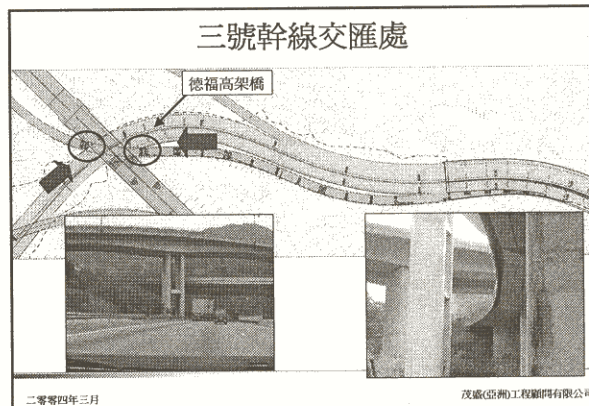 三號幹線交匯處
德福高架橋
二零零四年三月
茂盛(亞洲)工程顧問有限公司